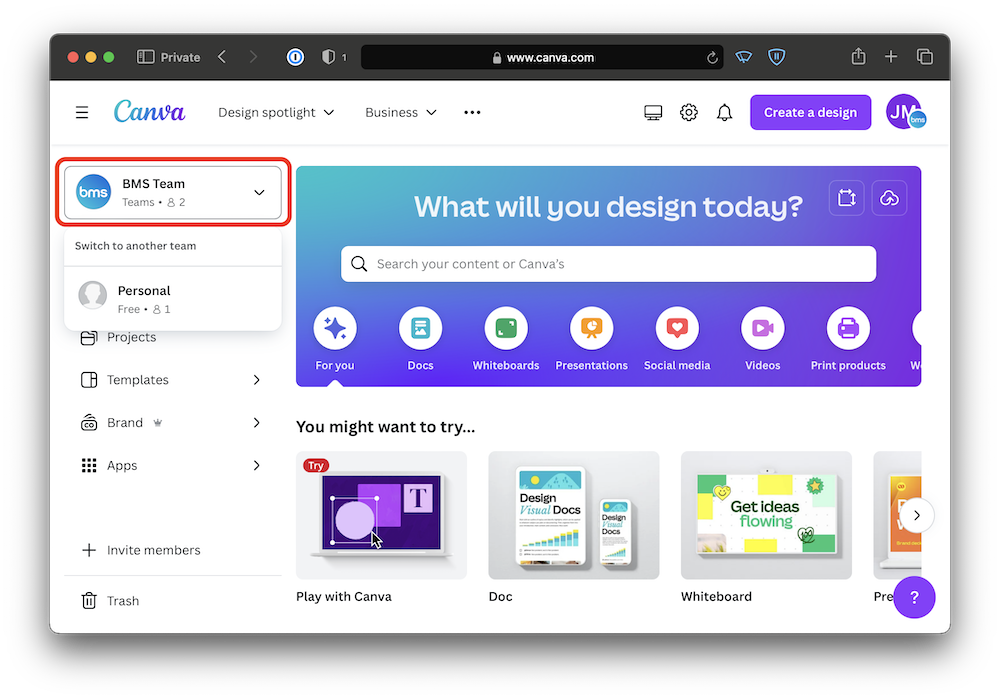 Private
1
www.canva.com
Canva
Design spotlight
Business
Create a design
JM
bms
bms
BMS Team
Teams • 2
Switch to another team
Personal
Free • 1
Projects
Templates
Brand
Apps
Invite members
Trash
What will you design today?
Search your content or Canva's
For you
Docs
Whiteboards
Presentations
Social media
Videos
Print products
You might want to try...
Try
T
Play with Canva
Design
Visual Docs
Design
Visual Docs
Doc
Get ideas
flowing
Whiteboard
Pre
?